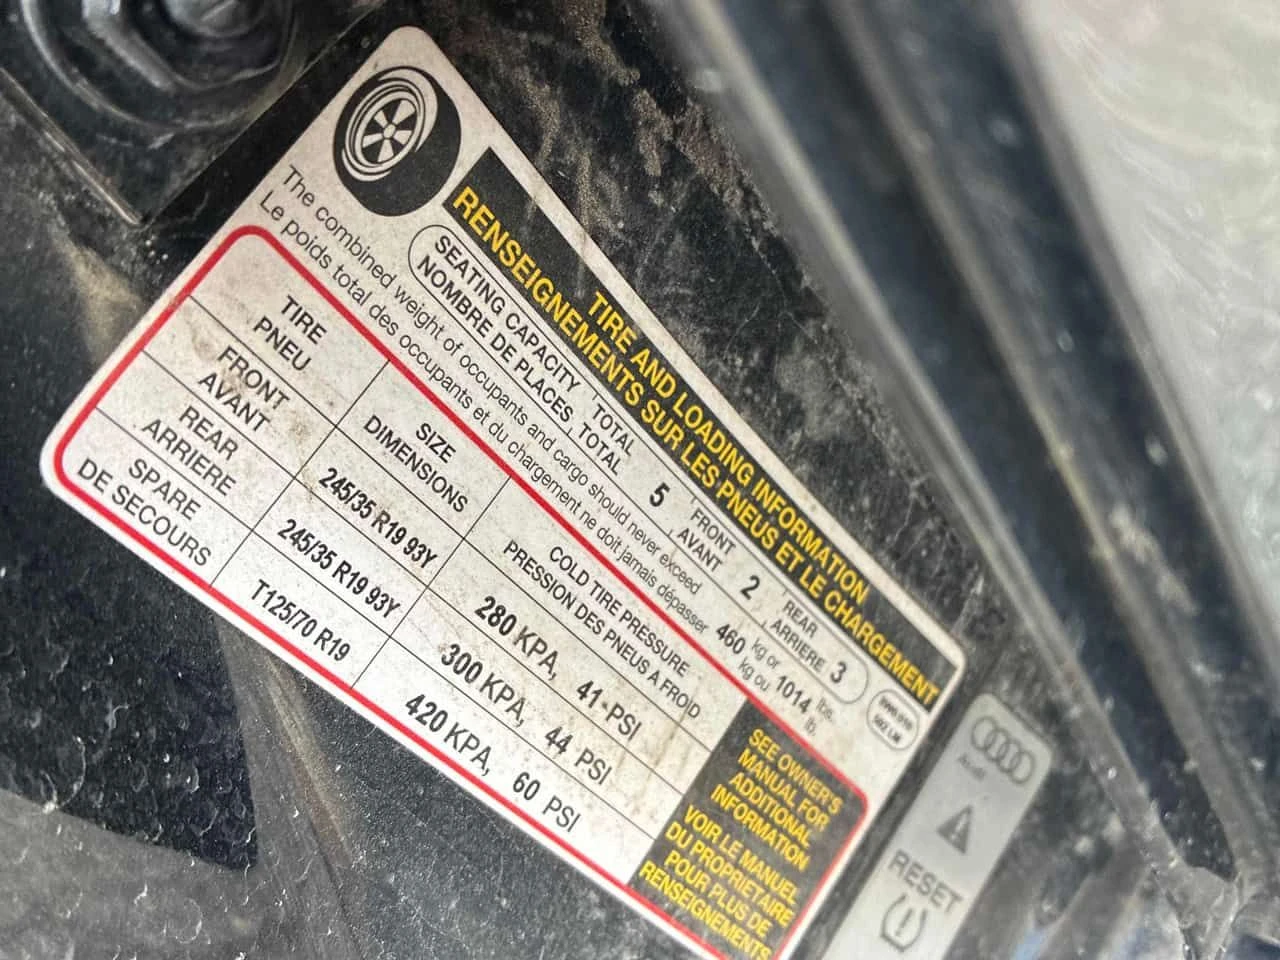 TIRE AND LOADING INFORMATION
RENSEIGNEMENTS SUR LES PNEUS ET LE CHARGEMENT
SEATING CAPACITY TOTAL 5 FRONT 2 REAR 3
NOMBRE DE PLACES, TOTAL AVANT ARRIERE
The combined weight of occupants and cargo should never exceed 460 kg or 1014 lbs.
Le poids total des occupants et du chargement ne doit jamais dépasser kg ou lb.
TIRE SIZE COLD TIRE PRESSURE
PNEU DIMENSIONS PRESSION DES PNEUS A FROID
FRONT 245/35 R19 93Y 280 KPA, 41 PSI
AVANT
REAR 245/35 R19 93Y 300 KPA, 44 PSI
ARRIERE
SPARE T125/70 R19 420 KPA, 60 PSI
DE SECOURS
SEE OWNER'S
MANUAL FOR
ADDITIONAL
INFORMATION
VOIR LE MANUEL
DU PROPRIETAIRE
POUR PLUS DE
RENSEIGNEMENTS
Audi
RESET